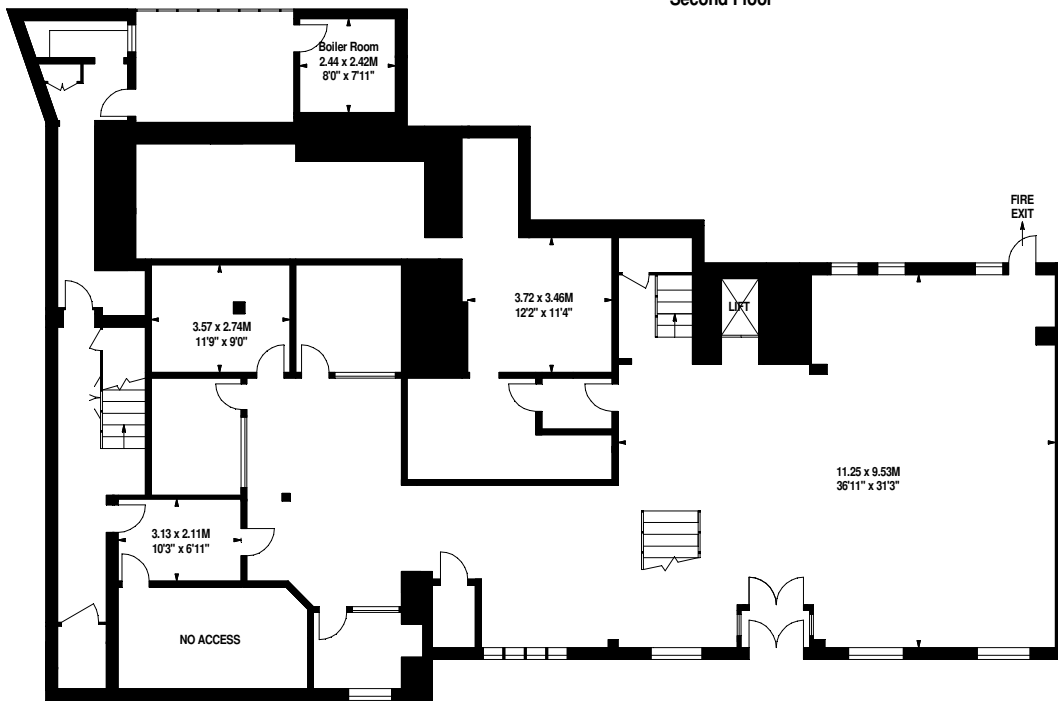 Second Floor
Boiler Room
2.44 x 2.42M
8'0" x 7'11"
FIRE
EXIT
3.72 x 3.46M
12'2" x 11'4"
LIFT
3.57 x 2.74M
11'9" x 9'0"
11.25 x 9.53M
36'11" x 31'3"
3.13 x 2.11M
10'3" x 6'11"
NO ACCESS